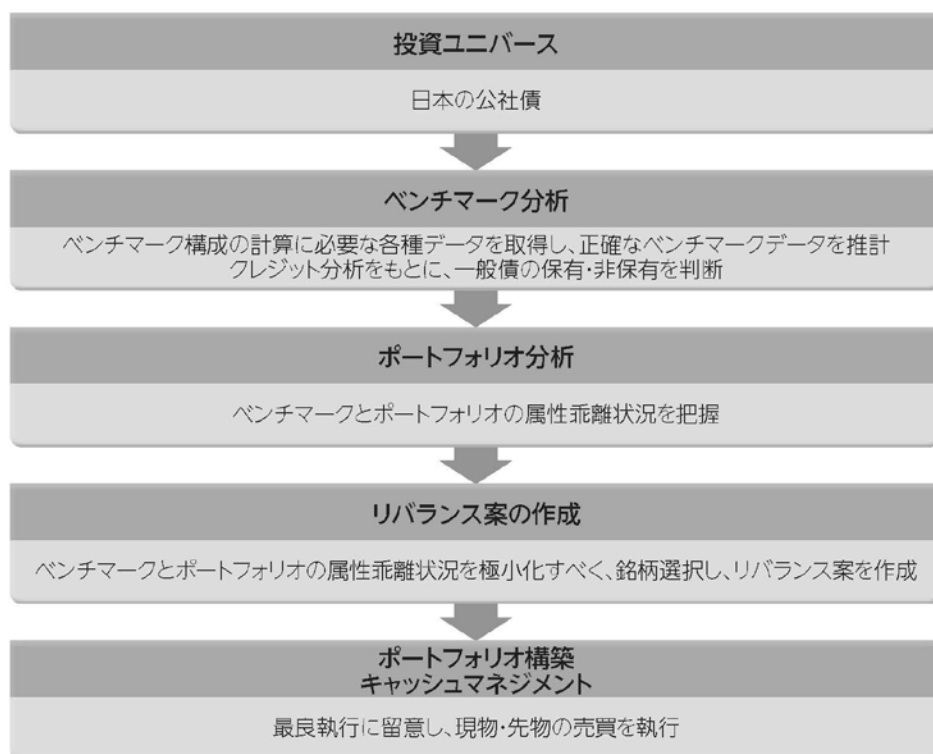 投資ユニバース
日本の公社債
ベンチマーク分析
ベンチマーク構成の計算に必要な各種データを取得し、正確なベンチマークデータを推計
クレジット分析をもとに、一般債の保有・非保有を判断
ポートフォリオ分析
ベンチマークとポートフォリオの属性乖離状況を把握
リバランス案の作成
ベンチマークとポートフォリオの属性乖離状況を極小化すべく、銘柄選択し、リバランス案を作成
ポートフォリオ構築
キャッシュマネジメント
最良執行に留意し、現物・先物の売買を執行